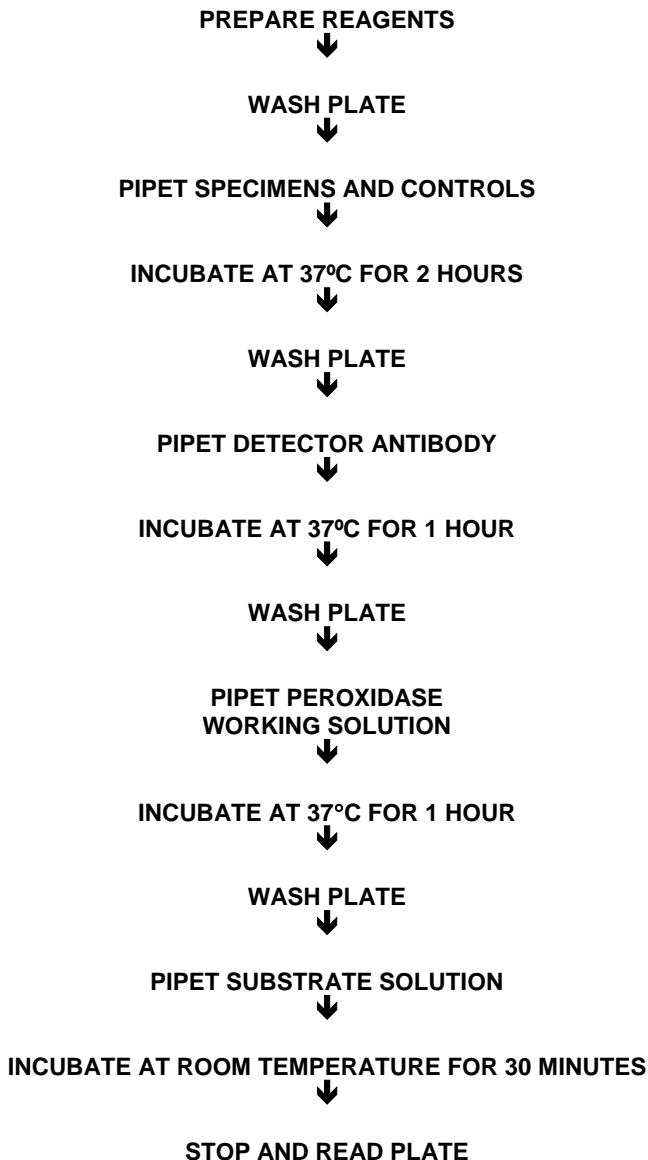 PREPARE REAGENTS
WASH PLATE
PIPET SPECIMENS AND CONTROLS
INCUBATE AT 37ºC FOR 2 HOURS
WASH PLATE
PIPET DETECTOR ANTIBODY
INCUBATE AT 37ºC FOR 1 HOUR
WASH PLATE
PIPET PEROXIDASE
WORKING SOLUTION
INCUBATE AT 37°C FOR 1 HOUR
WASH PLATE
PIPET SUBSTRATE SOLUTION
INCUBATE AT ROOM TEMPERATURE FOR 30 MINUTES
STOP AND READ PLATE